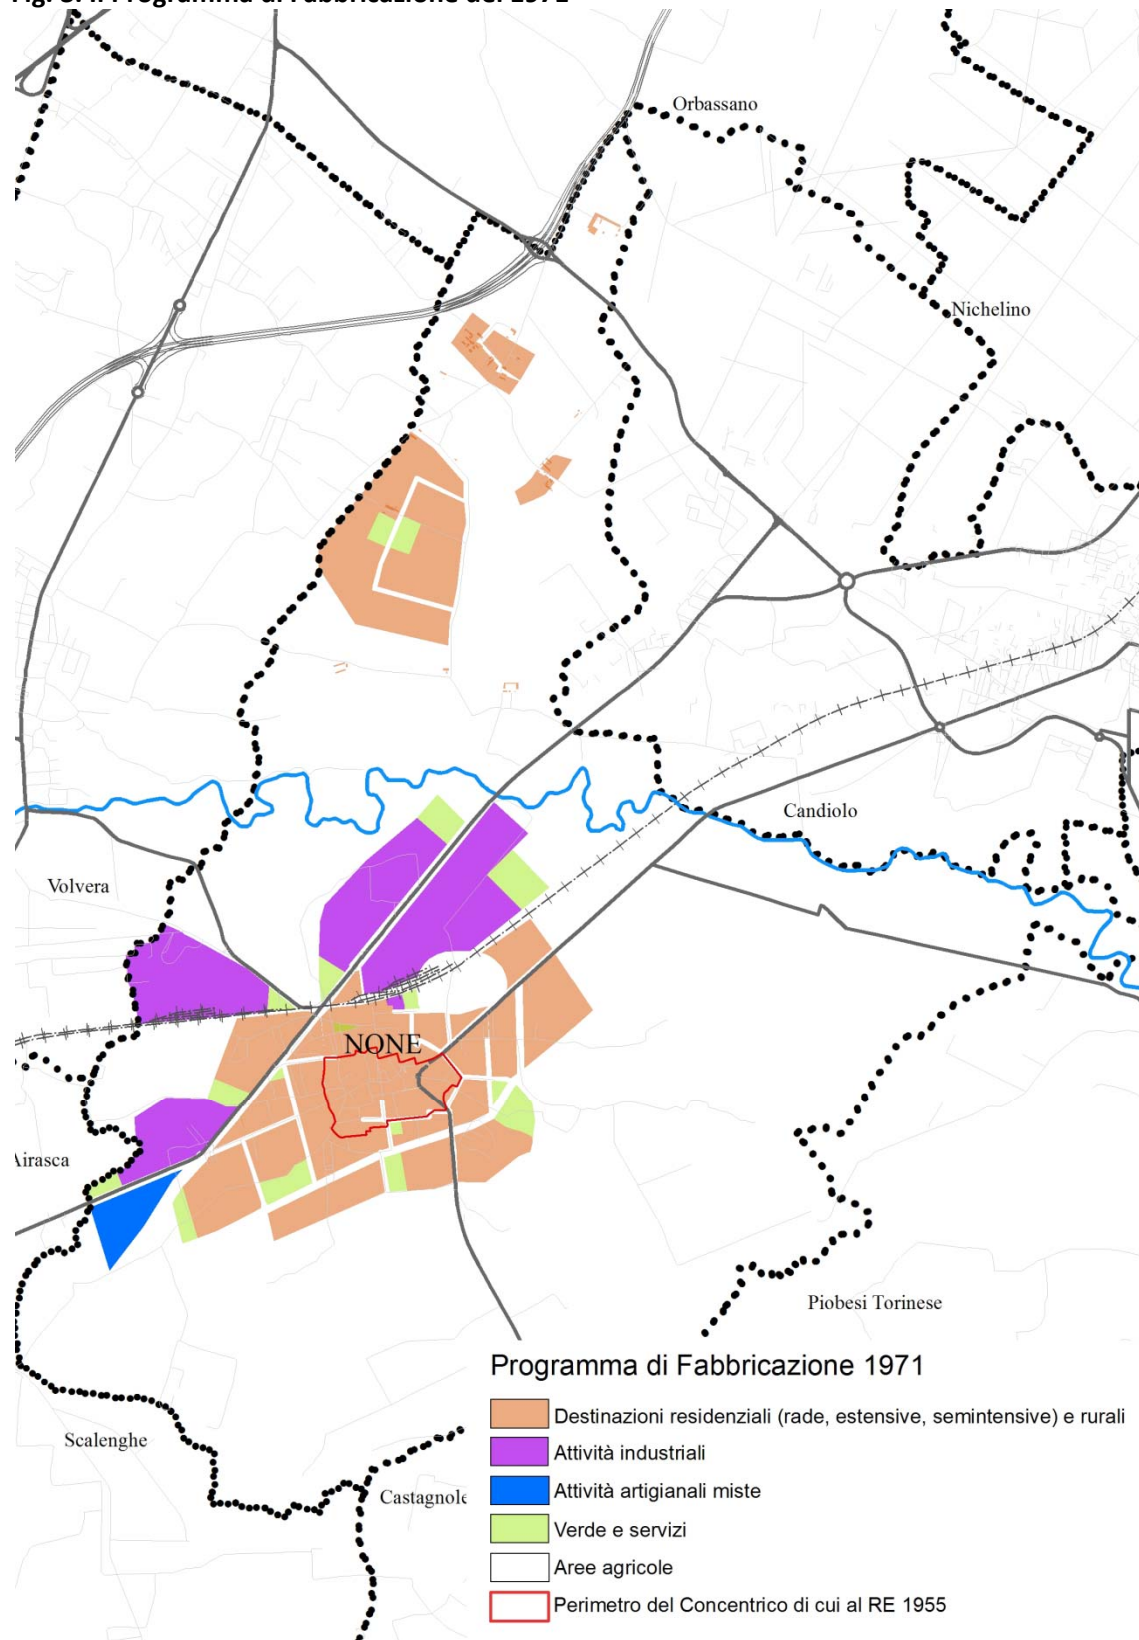 Orbassano
Nichelino
Candiolo
Volvera
NONE
Airasca
Piobesi Torinese
Scalenghe
Castagnole
Programma di Fabbricazione 1971
Destinazioni residenziali (rade, estensive, semintensive) e rurali
Attività industriali
Attività artigianali miste
Verde e servizi
Aree agricole
Perimetro del Concentrico di cui al RE 1955